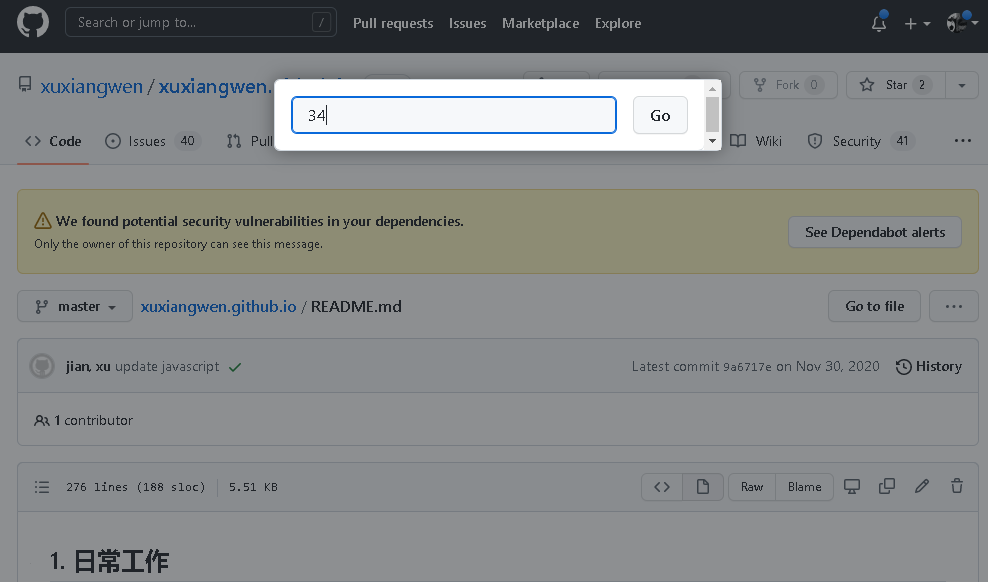 Search or jump to... /
Pull requests Issues Marketplace Explore
xuxiangwen / xuxiangwen.
Fork 0 Star 2
34 Go
Code Issues 40 Pull Wiki Security 41
We found potential security vulnerabilities in your dependencies.
Only the owner of this repository can see this message.
See Dependabot alerts
master xuxiangwen.github.io / README.md Go to file
jian, xu update javascript Latest commit 9a6717e on Nov 30, 2020 History
1 contributor
276 lines (188 sloc) 5.51 KB Raw Blame
1. 日常工作